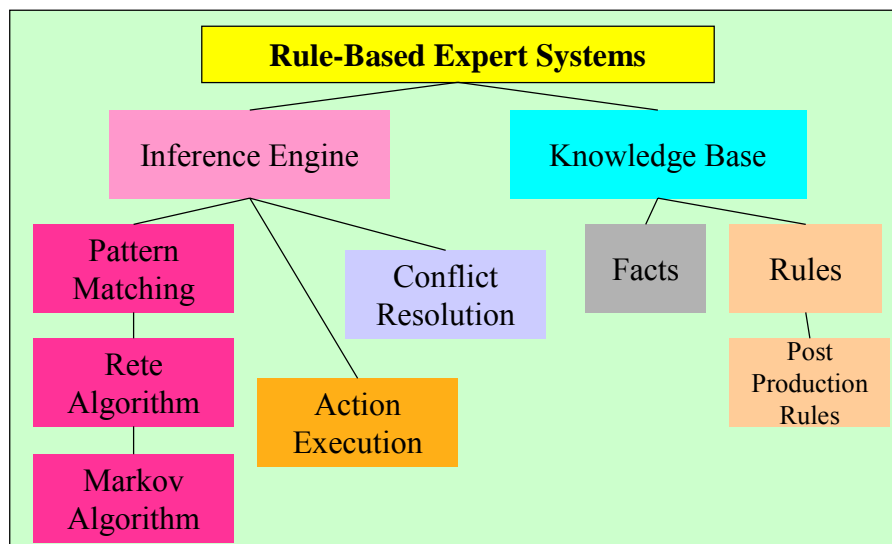 Rule-Based Expert Systems
Inference Engine
Knowledge Base
Pattern
Matching
Conflict
Resolution
Facts
Rules
Rete
Algorithm
Action
Execution
Post
Production
Rules
Markov
Algorithm